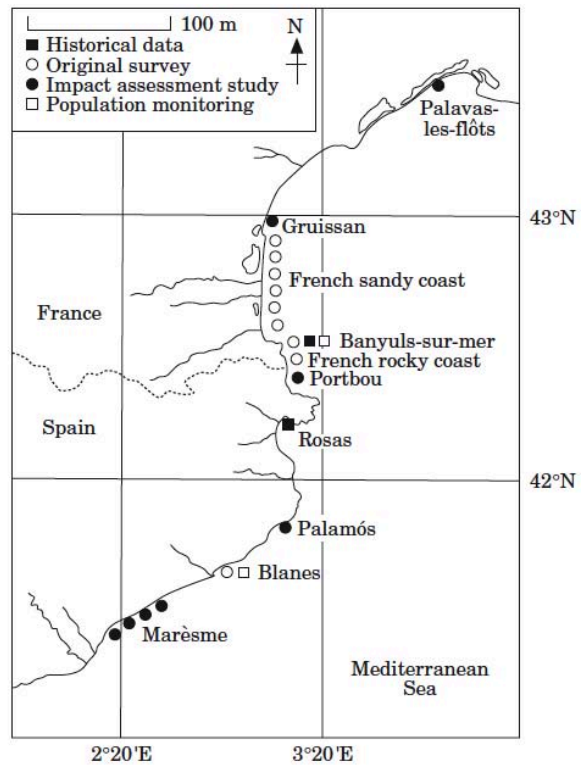 100 m
N
Historical data
Original survey
Impact assessment study
Population monitoring
Palavas-
les-flôts
43°N
Gruissan
French sandy coast
France
Banyuls-sur-mer
French rocky coast
Portbou
Spain
Rosas
42°N
Palamós
Blanes
Marèsme
Mediterranean
Sea
2°20'E
3°20'E